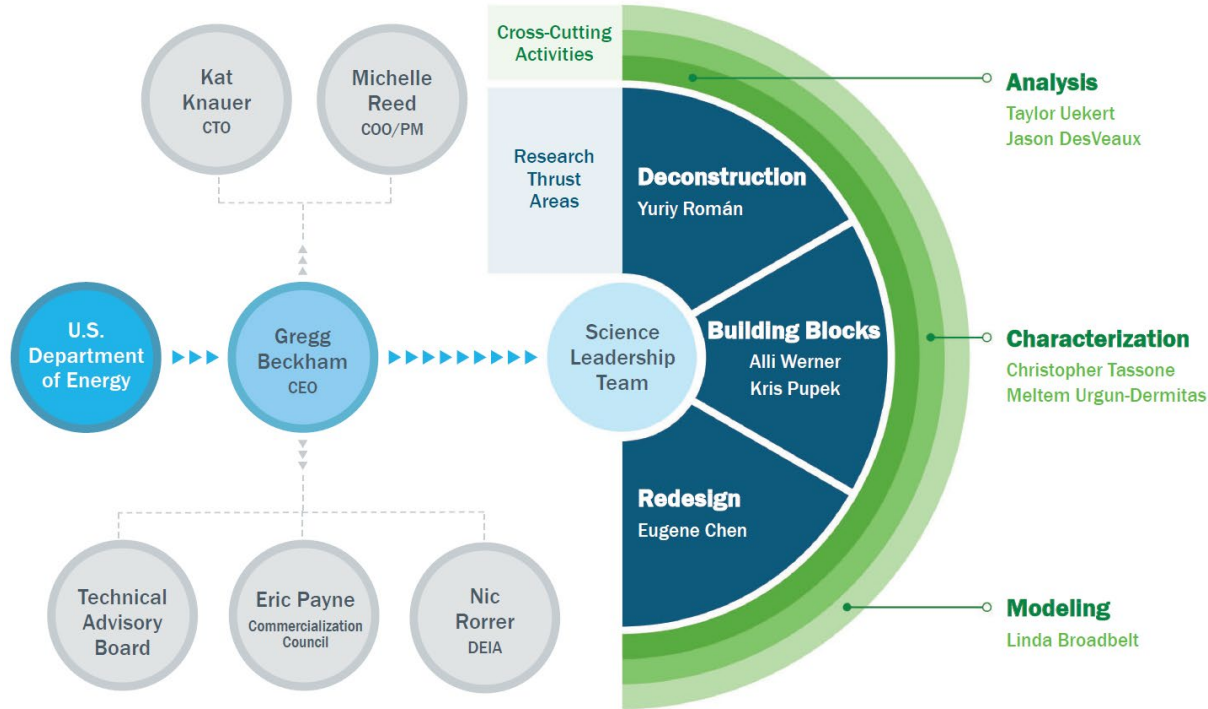 Kat
Knauer
CTO
Michelle
Reed
COO/PM
U.S.
Department
of Energy
Gregg
Beckham
CEO
Technical
Advisory
Board
Eric Payne
Commercialization
Council
Nic
Rorrer
DEIA
Cross-Cutting
Activities
Research
Thrust
Areas
Science
Leadership
Team
Deconstruction
Yuriy Román
Building Blocks
Alli Werner
Kris Pupek
Redesign
Eugene Chen
Analysis
Taylor Uekert
Jason DesVeaux
Characterization
Christopher Tassone
Meltem Urgun-Dermitas
Modeling
Linda Broadbelt